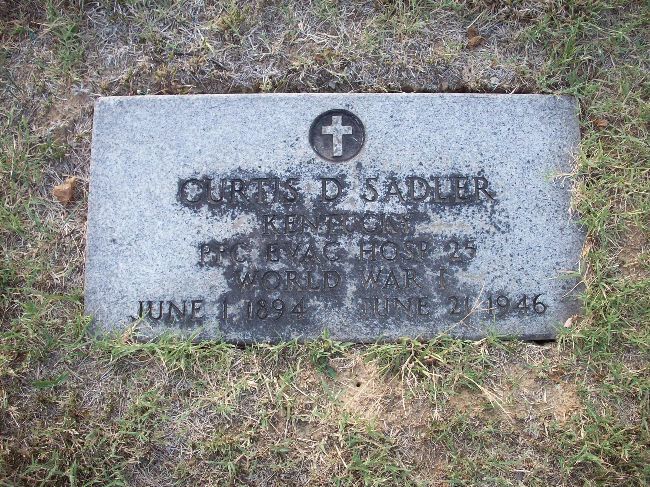 CURTIS D SADLER
KENTUCKY
PFC EVAC HOSP 25
WORLD WAR I
JUNE 1 1894 JUNE 21 1946